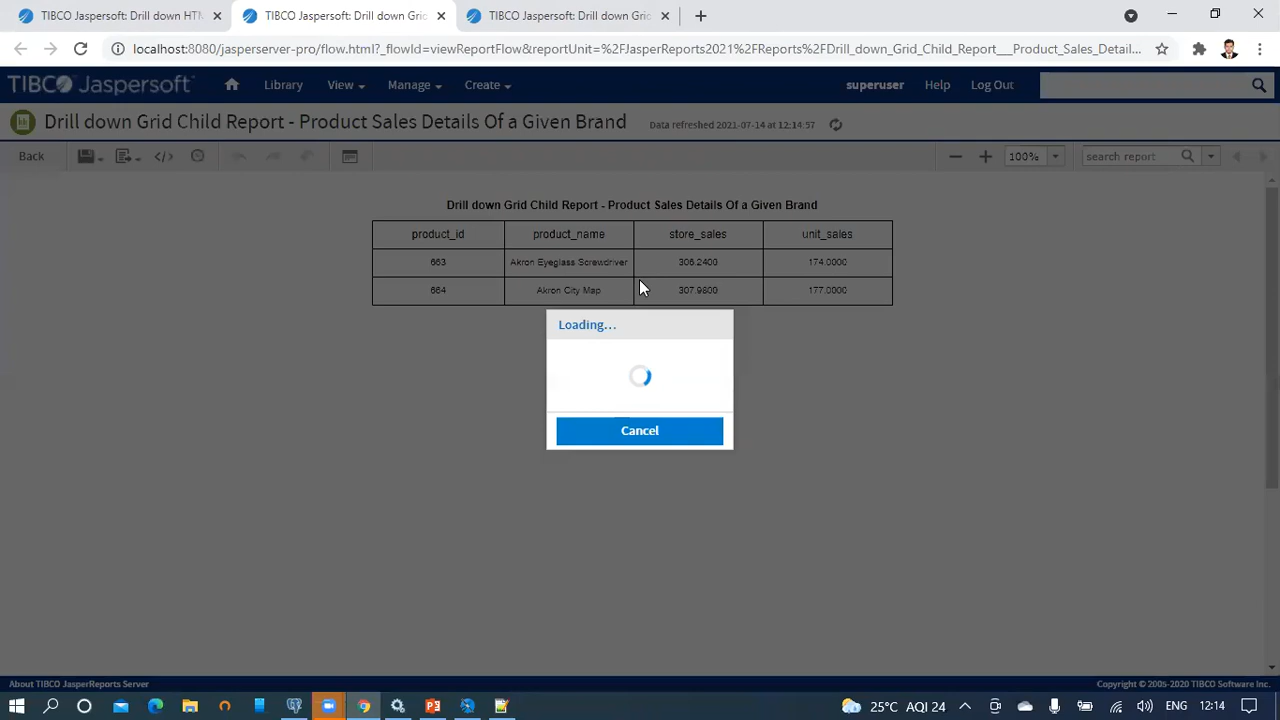 TIBCO Jaspersoft: Drill down HTM
TIBCO Jaspersoft: Drill down Gric
TIBCO Jaspersoft: Drill down Gric
localhost:8080/jasperserver-pro/flow.html?_flowId=viewReportFlow&reportUnit=%2FJasperReports2021%2FReports%2FDrill_down_Grid_Child_Report___Product_Sales_Detail...
TIBCO Jaspersoft
Library
View
Manage
Create
superuser
Help
Log Out
Drill down Grid Child Report - Product Sales Details Of a Given Brand
Data refreshed 2021-07-14 at 12:14:57
Back
100%
search report
Drill down Grid Child Report - Product Sales Details Of a Given Brand
product_id product_name store_sales unit_sales
663 Akron Eyeglass Screwdriver 306.2400 174.0000
664 Akron City Map 307.9800 177.0000
Loading...
Cancel
About TIBCO JasperReports Server
Copyright © 2005-2020 TIBCO Software Inc.
25°C AQI 24
ENG
12:14